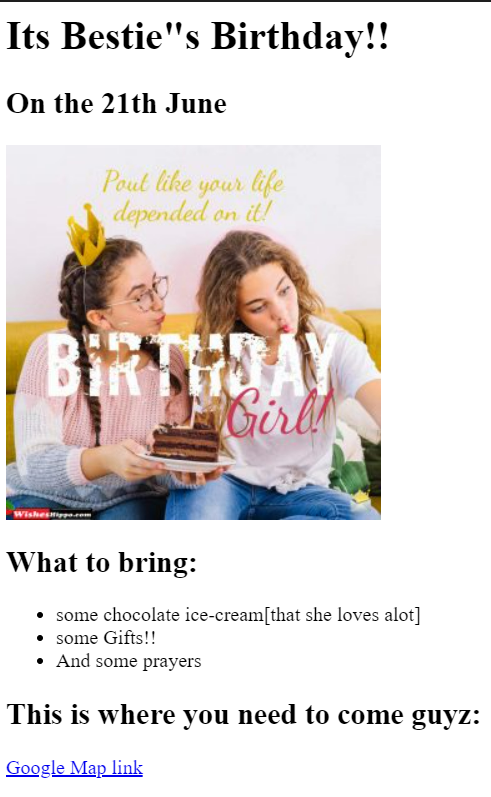 Its Bestie"s Birthday!!
On the 21th June
Pout like your life
depended on it!
BIRTHDAY
Girl!
WishesHippo.com
What to bring:
some chocolate ice-cream[that she loves alot]
some Gifts!!
And some prayers
This is where you need to come guyz:
Google Map link